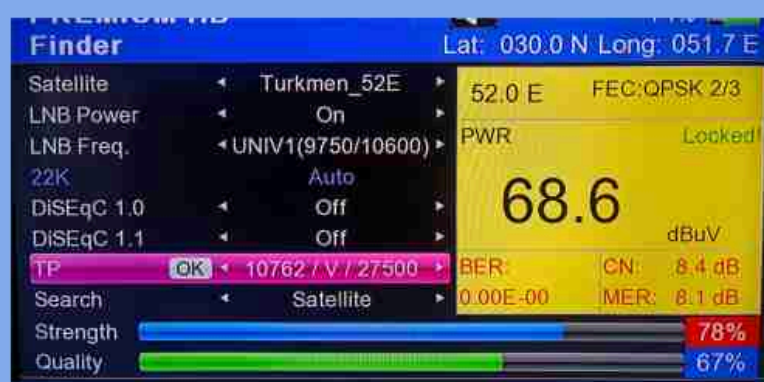 Finder
Lat: 030.0 N Long: 051.7 E
Satellite Turkmen_52E
LNB Power On
LNB Freq. UNIV1(9750/10600)
22K Auto
DiSEqC 1.0 Off
DiSEqC 1.1 Off
TP OK 10762 / V / 27500
Search Satellite
52.0 E FEC:QPSK 2/3
PWR Locked!
68.6
dBuV
BER: CN: 8.4 dB
0.00E-00 MER: 8.1 dB
Strength 78%
Quality 67%